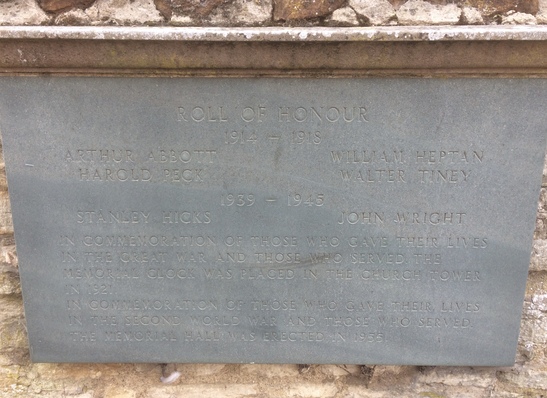 ROLL OF HONOUR
1914 - 1918
ARTHUR ABBOTT WILLIAM HEPTAN
HAROLD PECK WALTER TINEY
1939 - 1945
STANLEY HICKS JOHN WRIGHT
IN COMMEMORATION OF THOSE WHO GAVE THEIR LIVES
IN THE GREAT WAR AND THOSE WHO SERVED THE
MEMORIAL CLOCK WAS PLACED IN THE CHURCH TOWER
IN 1921
IN COMMEMORATION OF THOSE WHO GAVE THEIR LIVES
IN THE SECOND WORLD WAR AND THOSE WHO SERVED
THE MEMORIAL HALL WAS ERECTED IN